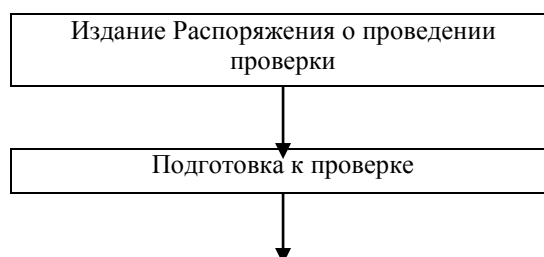 Издание Распоряжения о проведении
проверки
Подготовка к проверке